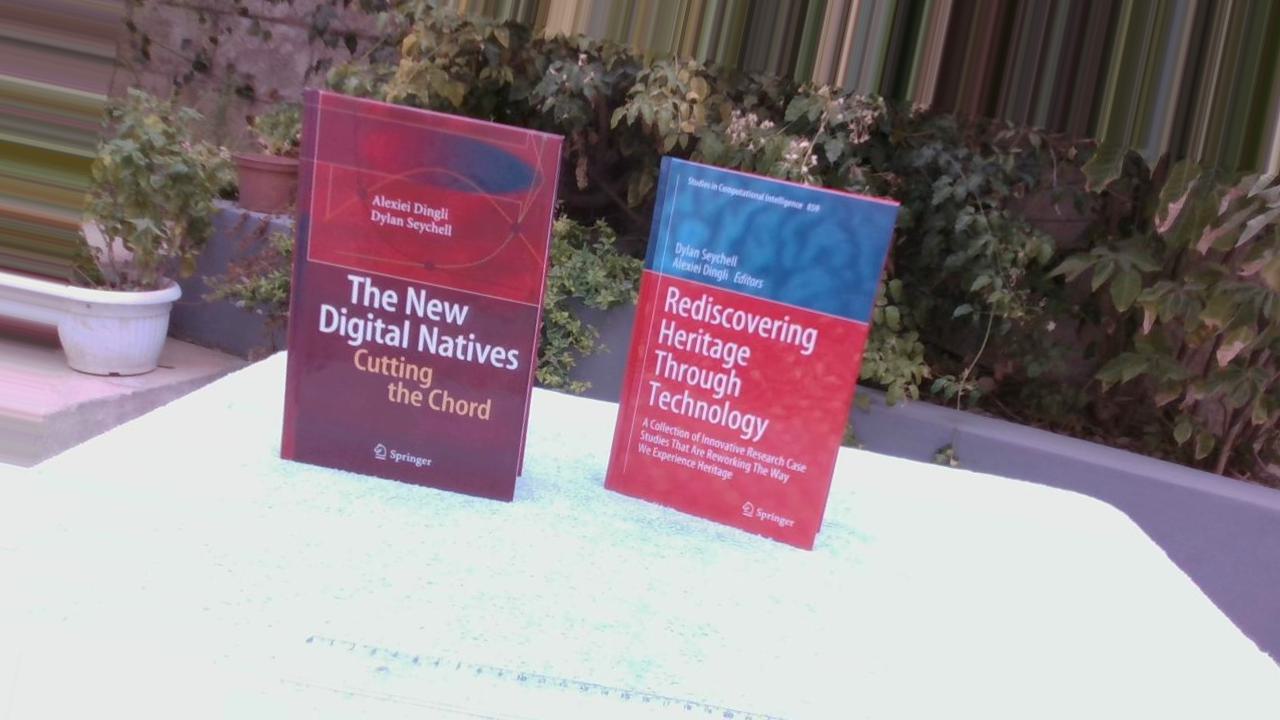 Alexiei Dingli
Dylan Seychell
The New
Digital Natives
Cutting
the Chord
Springer
Studies in Computational Intelligence 859
Dylan Seychell
Alexiei Dingli Editors
Rediscovering
Heritage
Through
Technology
A Collection of Innovative Research Case
Studies That Are Reworking The Way
We Experience Heritage
Springer